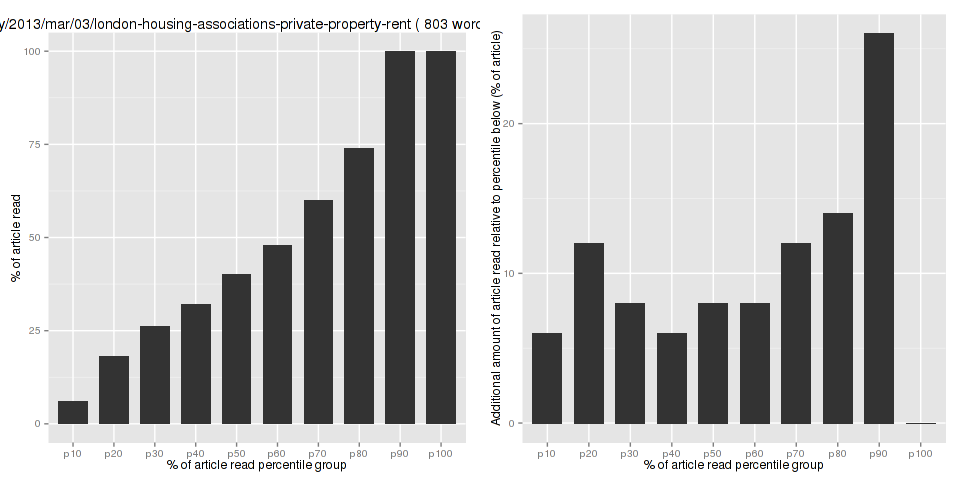 y/2013/mar/03/london-housing-associations-private-property-rent ( 803 word
100
75
50
25
0
% of article read
p10 p20 p30 p40 p50 p60 p70 p80 p90 p100
% of article read percentile group
20
10
0
Additional amount of article read relative to percentile below (% of article)
p10 p20 p30 p40 p50 p60 p70 p80 p90 p100
% of article read percentile group